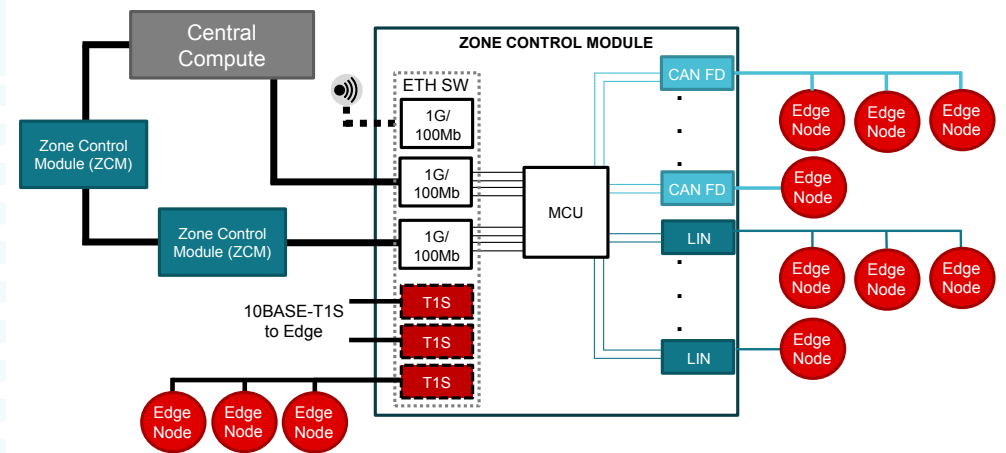 Central
Compute
ZONE CONTROL MODULE
ETH SW
1G/
100Mb
1G/
100Mb
1G/
100Mb
T1S
T1S
T1S
MCU
CAN FD
CAN FD
LIN
LIN
Edge
Node
Edge
Node
Edge
Node
Edge
Node
Edge
Node
Edge
Node
Edge
Node
Edge
Node
Zone Control
Module (ZCM)
Zone Control
Module (ZCM)
10BASE-T1S
to Edge
Edge
Node
Edge
Node
Edge
Node